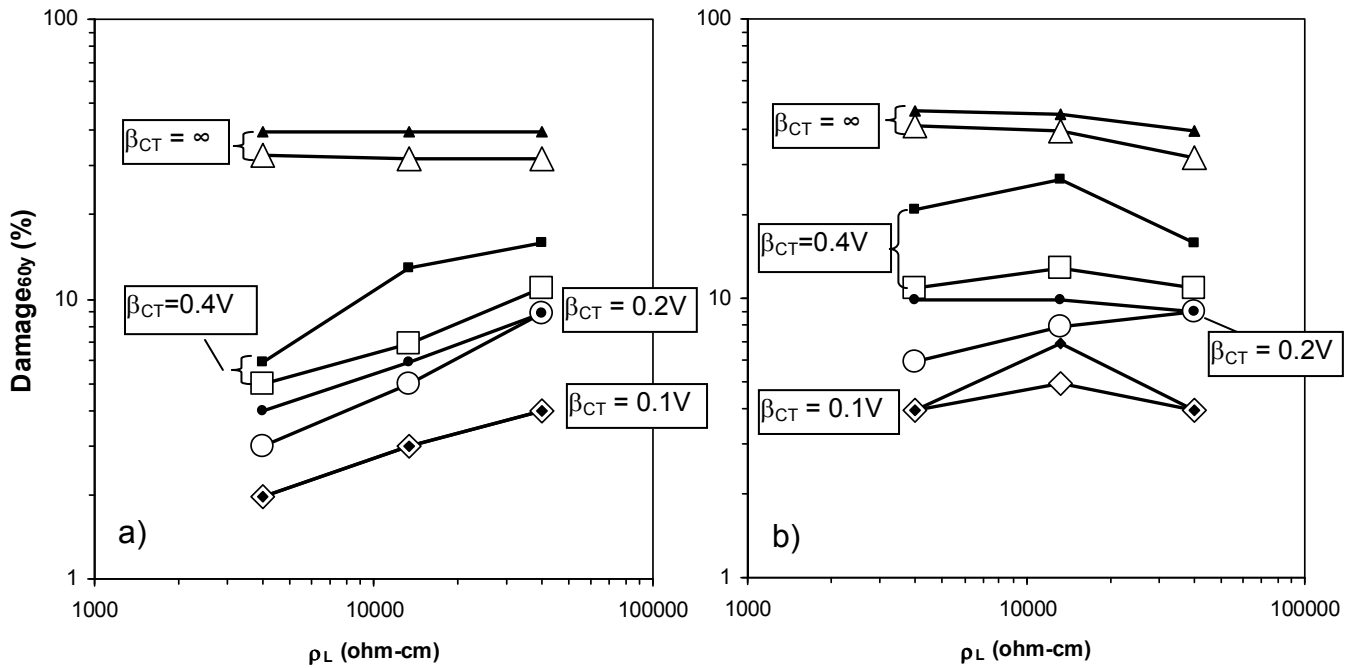 100%
10%
1%
Damage60y (%)
βCT = ∞
βCT=0.4V
βCT = 0.2V
βCT = 0.1V
a)
1000
10000
100000
ρL (ohm-cm)
100%
10%
1%
βCT = ∞
βCT=0.4V
βCT = 0.2V
βCT = 0.1V
b)
1000
10000
100000
ρL (ohm-cm)